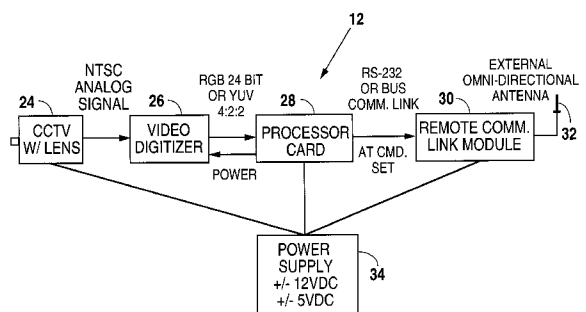 12
NTSC
ANALOG
SIGNAL
RGB 24 BIT
OR YUV
4:2:2
RS-232
OR BUS
COMM. LINK
EXTERNAL
OMNI-DIRECTIONAL
ANTENNA
24
26
28
30
32
CCTV
W/ LENS
VIDEO
DIGITIZER
POWER
PROCESSOR
CARD
AT CMD.
SET
REMOTE COMM.
LINK MODULE
POWER
SUPPLY
+/- 12VDC
+/- 5VDC
34